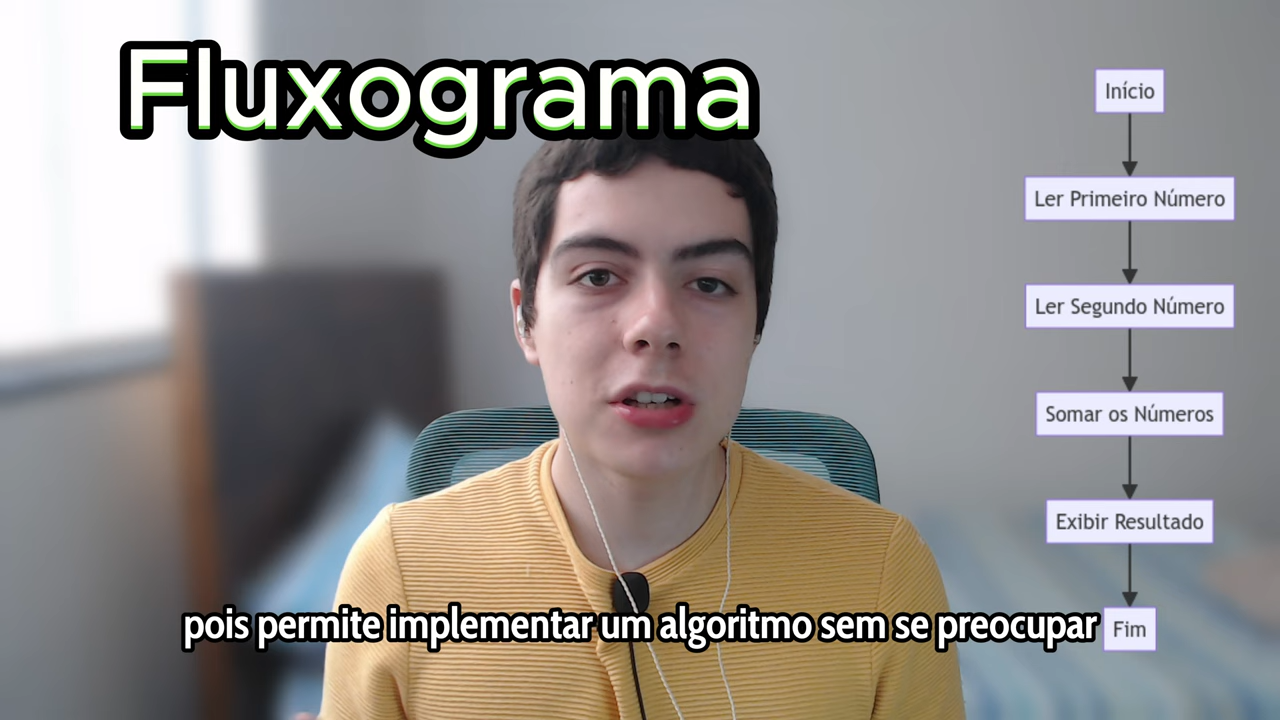 Fluxograma
Início
Ler Primeiro Número
Ler Segundo Número
Somar os Números
Exibir Resultado
Fim
pois permite implementar um algoritmo sem se preocupar